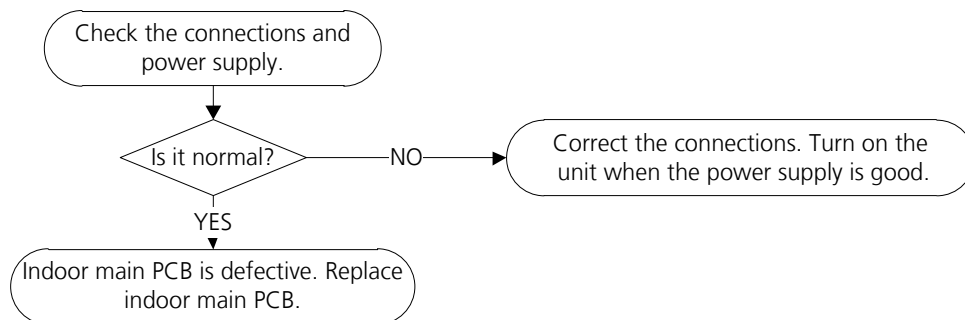 Check the connections and
power supply.
Is it normal?
NO
Correct the connections. Turn on the
unit when the power supply is good.
YES
Indoor main PCB is defective. Replace
indoor main PCB.